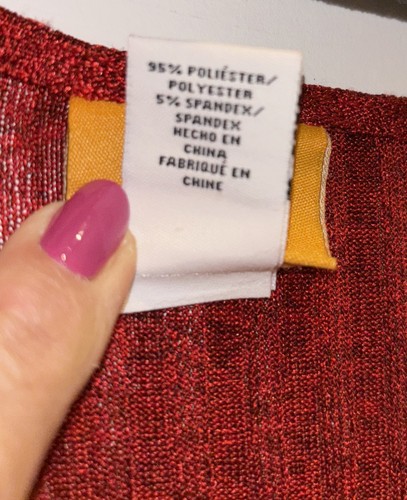 95% POLIÉSTER/
POLYESTER
5% SPANDEX/
SPANDEX
HECHO EN
CHINA
FABRIQUÉ EN
CHINE